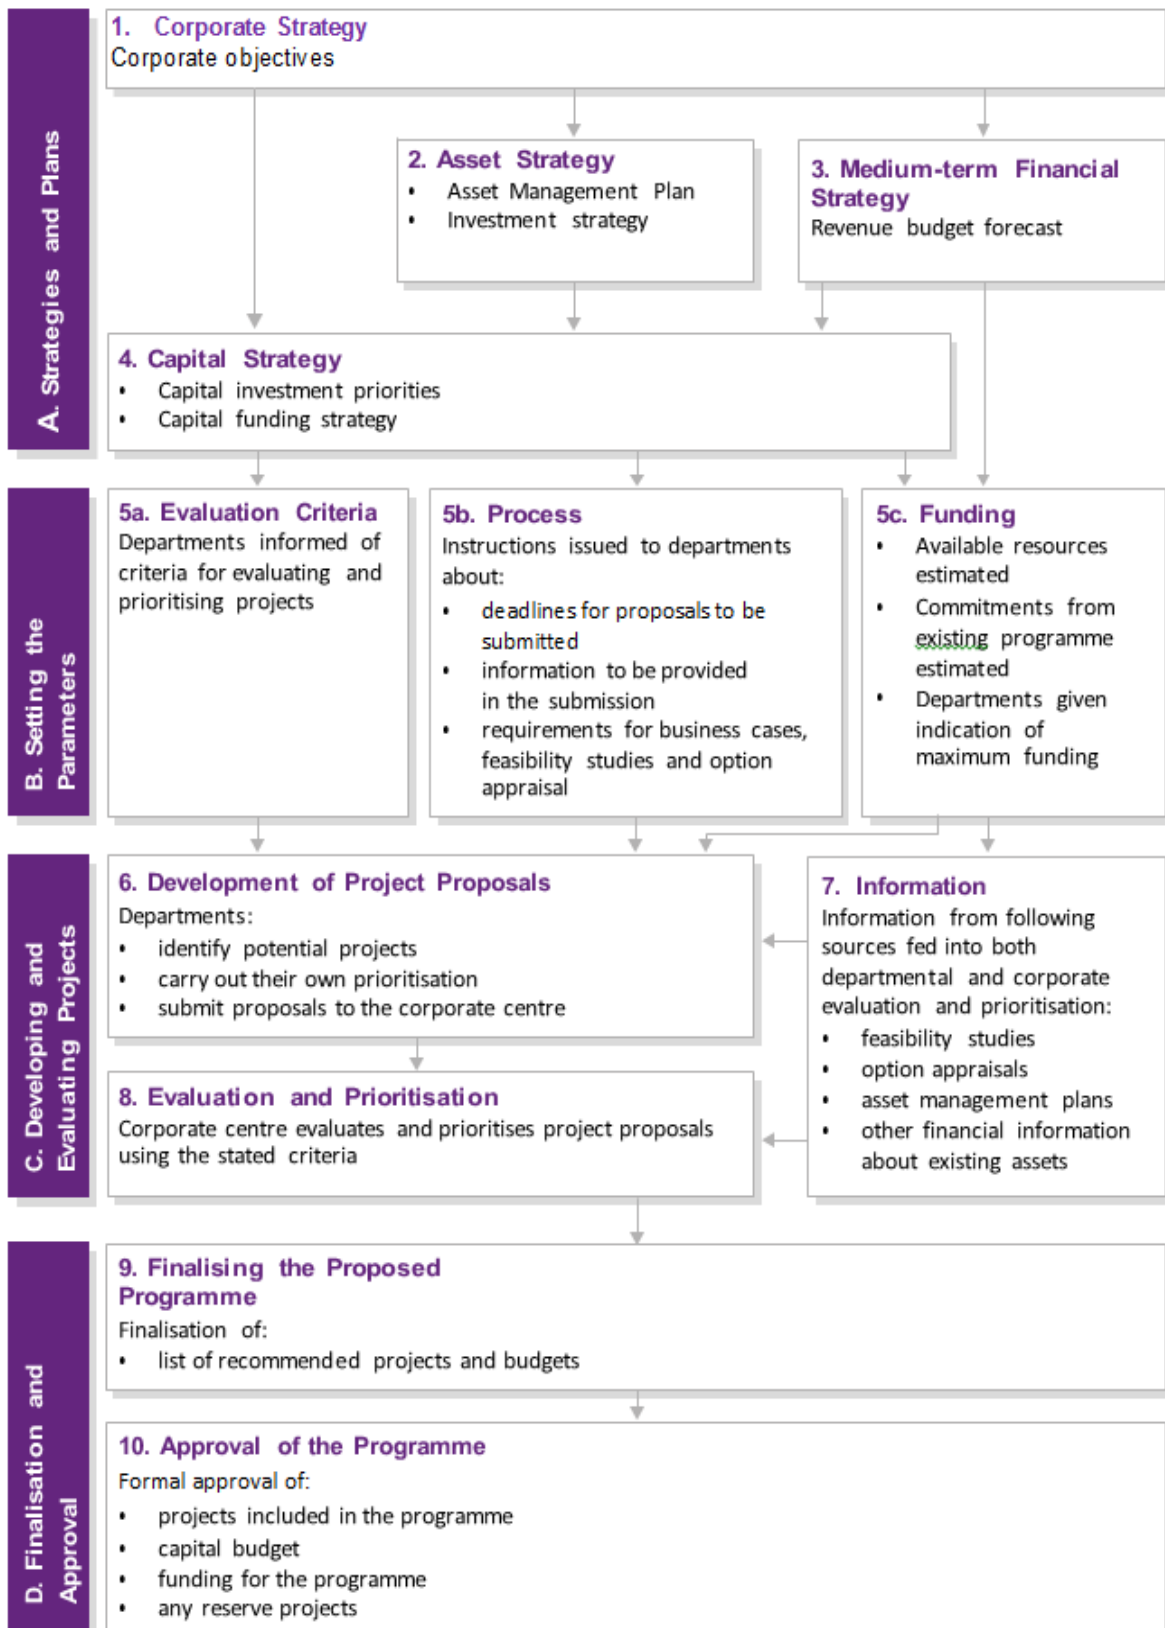 A. Strategies and Plans
1. Corporate Strategy
Corporate objectives
2. Asset Strategy
• Asset Management Plan
• Investment strategy
3. Medium-term Financial
Strategy
Revenue budget forecast
4. Capital Strategy
• Capital investment priorities
• Capital funding strategy
B. Setting the
Parameters
5a. Evaluation Criteria
Departments informed of
criteria for evaluating and
prioritising projects
5b. Process
Instructions issued to departments
about:
• deadlines for proposals to be
submitted
• information to be provided
in the submission
• requirements for business cases,
feasibility studies and option
appraisal
5c. Funding
• Available resources
estimated
• Commitments from
existing programme
estimated
• Departments given
indication of
maximum funding
C. Developing and
Evaluating Projects
6. Development of Project Proposals
Departments:
• identify potential projects
• carry out their own prioritisation
• submit proposals to the corporate centre
7. Information
Information from following
sources fed into both
departmental and corporate
evaluation and prioritisation:
• feasibility studies
• option appraisals
• asset management plans
• other financial information
about existing assets
8. Evaluation and Prioritisation
Corporate centre evaluates and prioritises project proposals
using the stated criteria
D. Finalisation and
Approval
9. Finalising the Proposed
Programme
Finalisation of:
• list of recommended projects and budgets
10. Approval of the Programme
Formal approval of:
• projects included in the programme
• capital budget
• funding for the programme
• any reserve projects